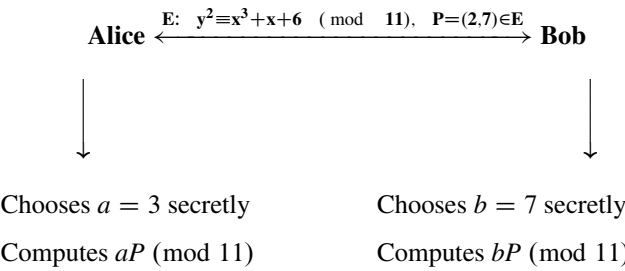 E: y²≡x³+x+6 ( mod 11), P=(2,7)∈E
Alice Bob
Chooses a = 3 secretly Chooses b = 7 secretly
Computes aP (mod 11) Computes bP (mod 11)